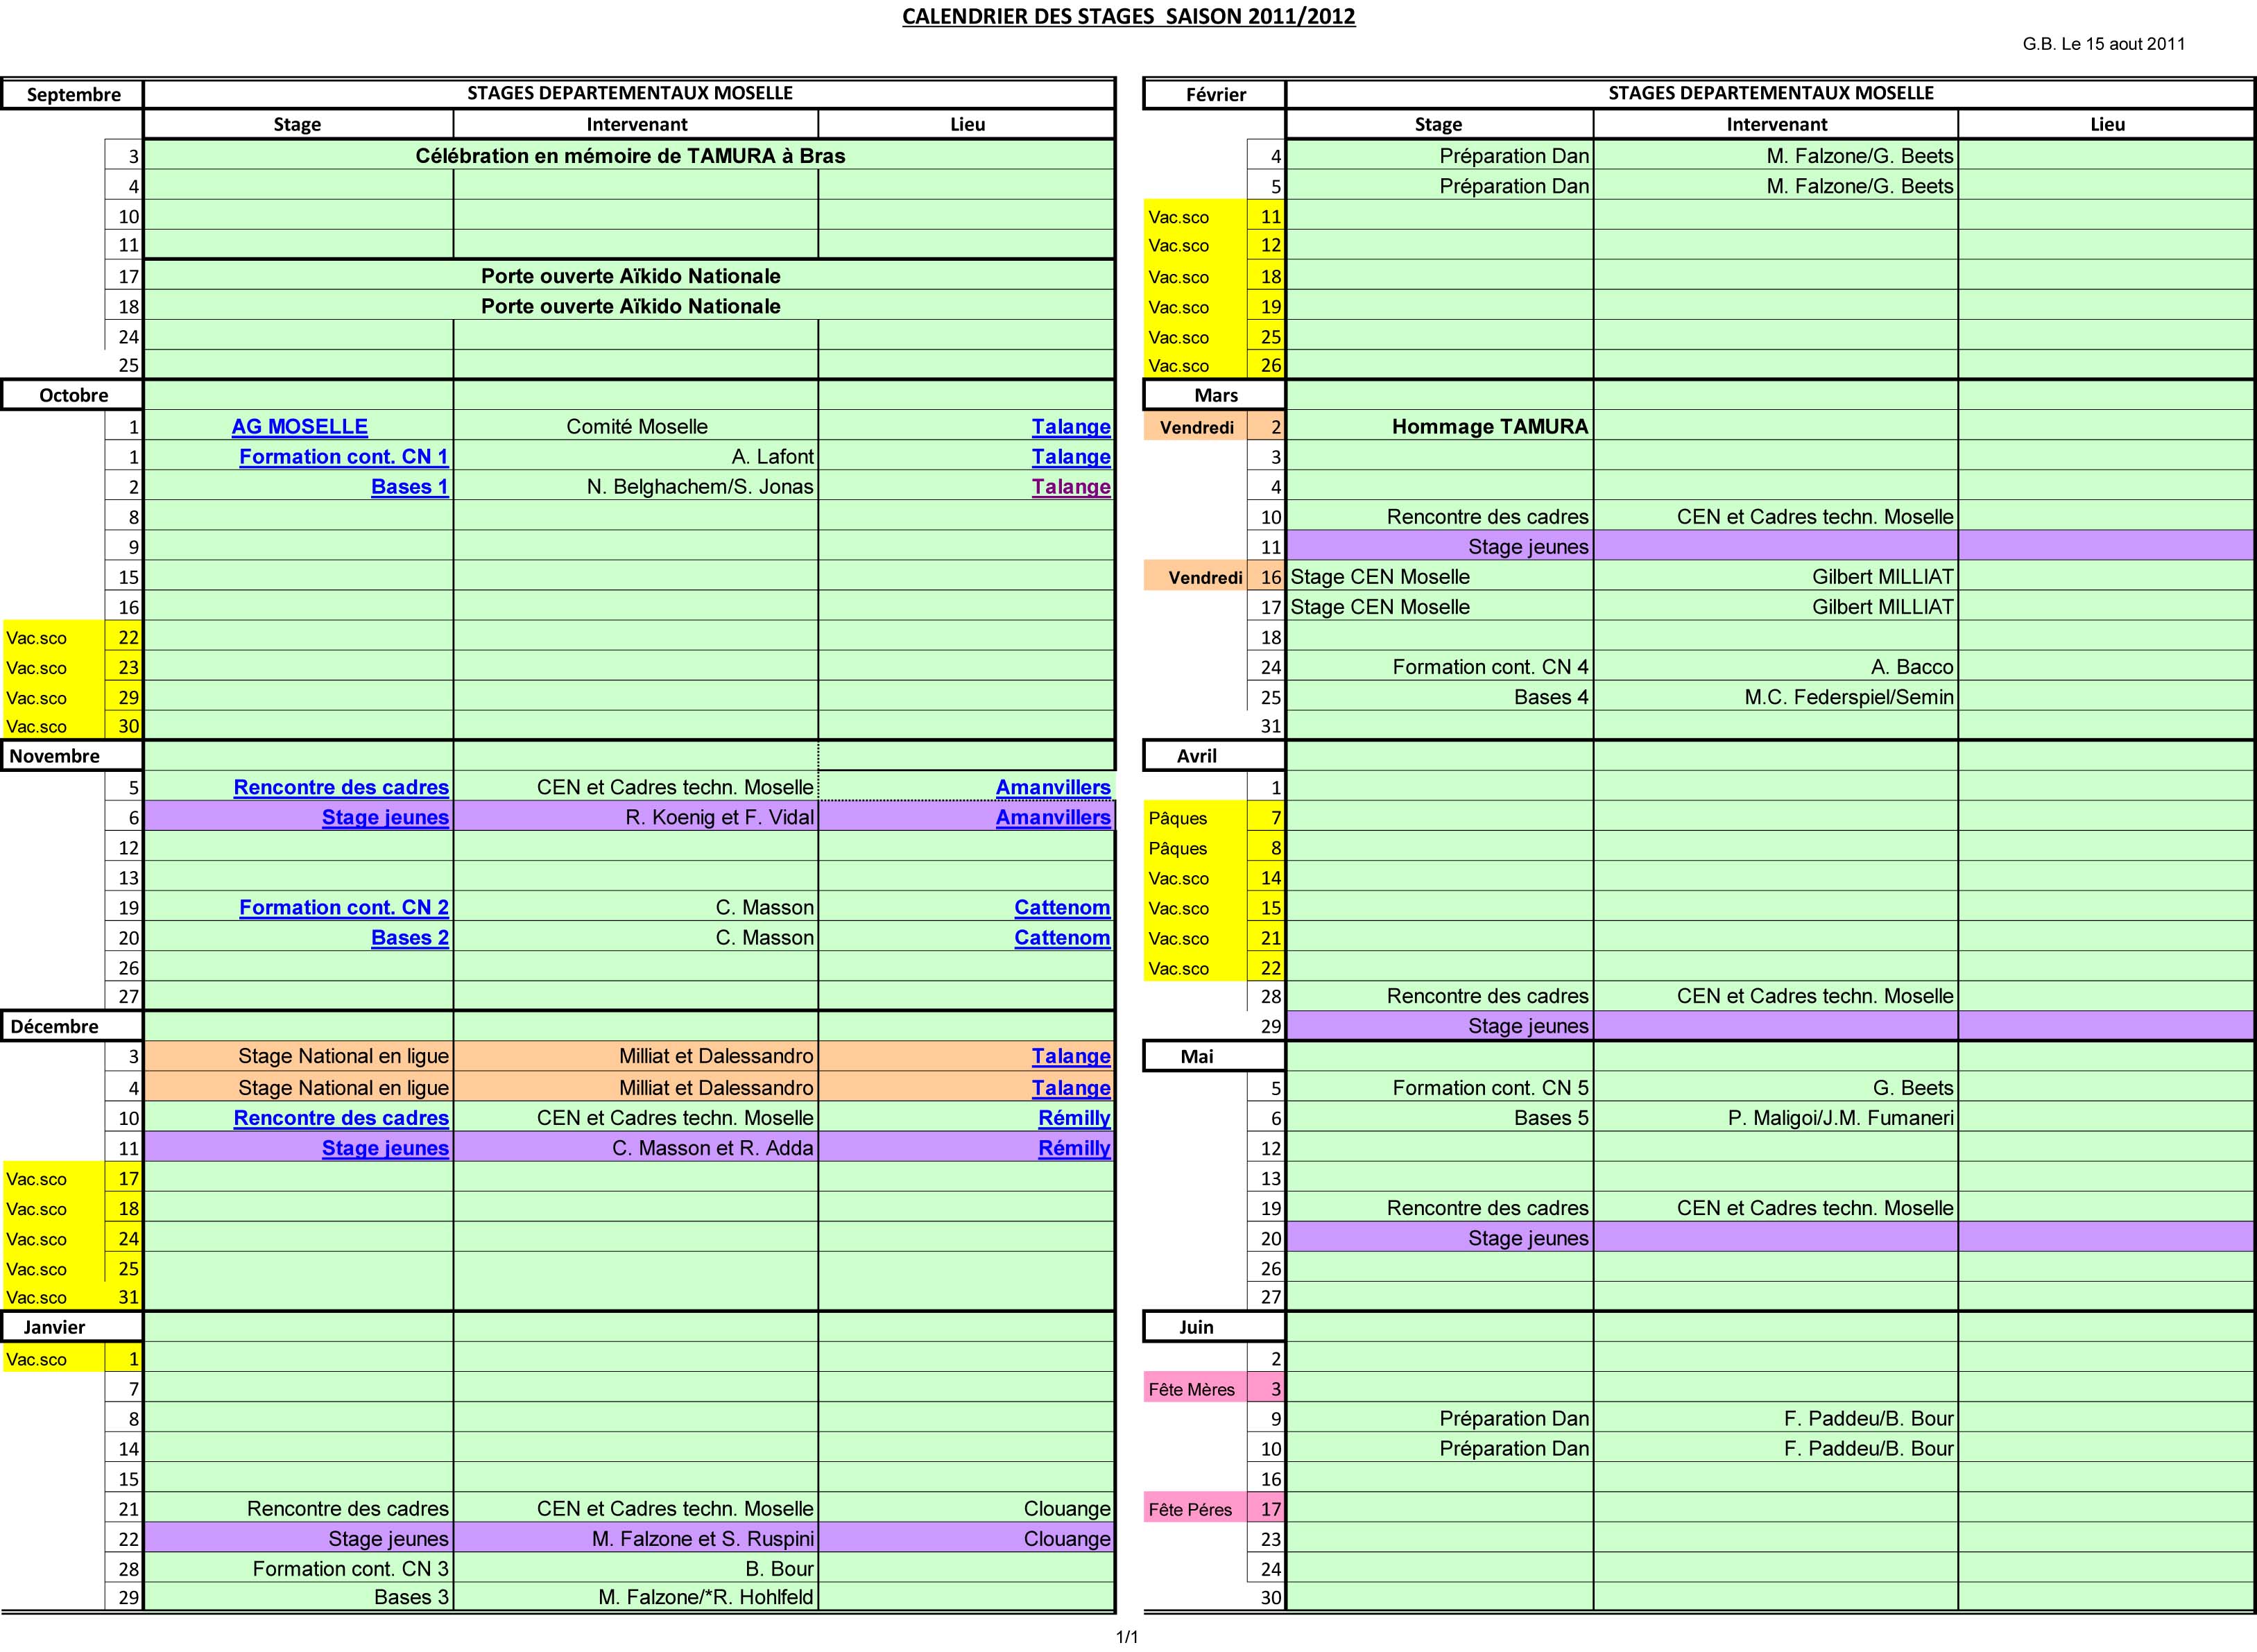 CALENDRIER DES STAGES SAISON 2011/2012
G.B. Le 15 aout 2011
Septembre STAGES DEPARTEMENTAUX MOSELLE
Stage Intervenant Lieu
3 Célébration en mémoire de TAMURA à Bras
4
10
11
17 Porte ouverte Aïkido Nationale
18 Porte ouverte Aïkido Nationale
24
25
Octobre
1 AG MOSELLE Comité Moselle Talange
1 Formation cont. CN 1 A. Lafont Talange
2 Bases 1 N. Belghachem/S. Jonas Talange
8
9
15
16
Vac.sco 22
Vac.sco 23
Vac.sco 29
Vac.sco 30
Novembre
5 Rencontre des cadres CEN et Cadres techn. Moselle Amanvillers
6 Stage jeunes R. Koenig et F. Vidal Amanvillers
12
13
19 Formation cont. CN 2 C. Masson Cattenom
20 Bases 2 C. Masson Cattenom
26
27
Décembre
3 Stage National en ligue Milliat et Dalessandro Talange
4 Stage National en ligue Milliat et Dalessandro Talange
10 Rencontre des cadres CEN et Cadres techn. Moselle Rémilly
11 Stage jeunes C. Masson et R. Adda Rémilly
Vac.sco 17
Vac.sco 18
Vac.sco 24
Vac.sco 25
Vac.sco 31
Janvier
Vac.sco 1
7
8
14
15
21 Rencontre des cadres CEN et Cadres techn. Moselle Clouange
22 Stage jeunes M. Falzone et S. Ruspini Clouange
28 Formation cont. CN 3 B. Bour
29 Bases 3 M. Falzone/*R. Hohlfeld
Février STAGES DEPARTEMENTAUX MOSELLE
Stage Intervenant Lieu
4 Préparation Dan M. Falzone/G. Beets
5 Préparation Dan M. Falzone/G. Beets
Vac.sco 11
Vac.sco 12
Vac.sco 18
Vac.sco 19
Vac.sco 25
Vac.sco 26
Mars
Vendredi 2 Hommage TAMURA
3
4
10 Rencontre des cadres CEN et Cadres techn. Moselle
11 Stage jeunes
Vendredi 16 Stage CEN Moselle Gilbert MILLIAT
17 Stage CEN Moselle Gilbert MILLIAT
18
24 Formation cont. CN 4 A. Bacco
25 Bases 4 M.C. Federspiel/Semin
31
Avril
1
Pâques 7
Pâques 8
Vac.sco 14
Vac.sco 15
Vac.sco 21
Vac.sco 22
28 Rencontre des cadres CEN et Cadres techn. Moselle
29 Stage jeunes
Mai
5 Formation cont. CN 5 G. Beets
6 Bases 5 P. Maligoi/J.M. Fumaneri
12
13
19 Rencontre des cadres CEN et Cadres techn. Moselle
20 Stage jeunes
26
27
Juin
2
Fête Mères 3
9 Préparation Dan F. Paddeu/B. Bour
10 Préparation Dan F. Paddeu/B. Bour
16
Fête Péres 17
23
24
30
1/1